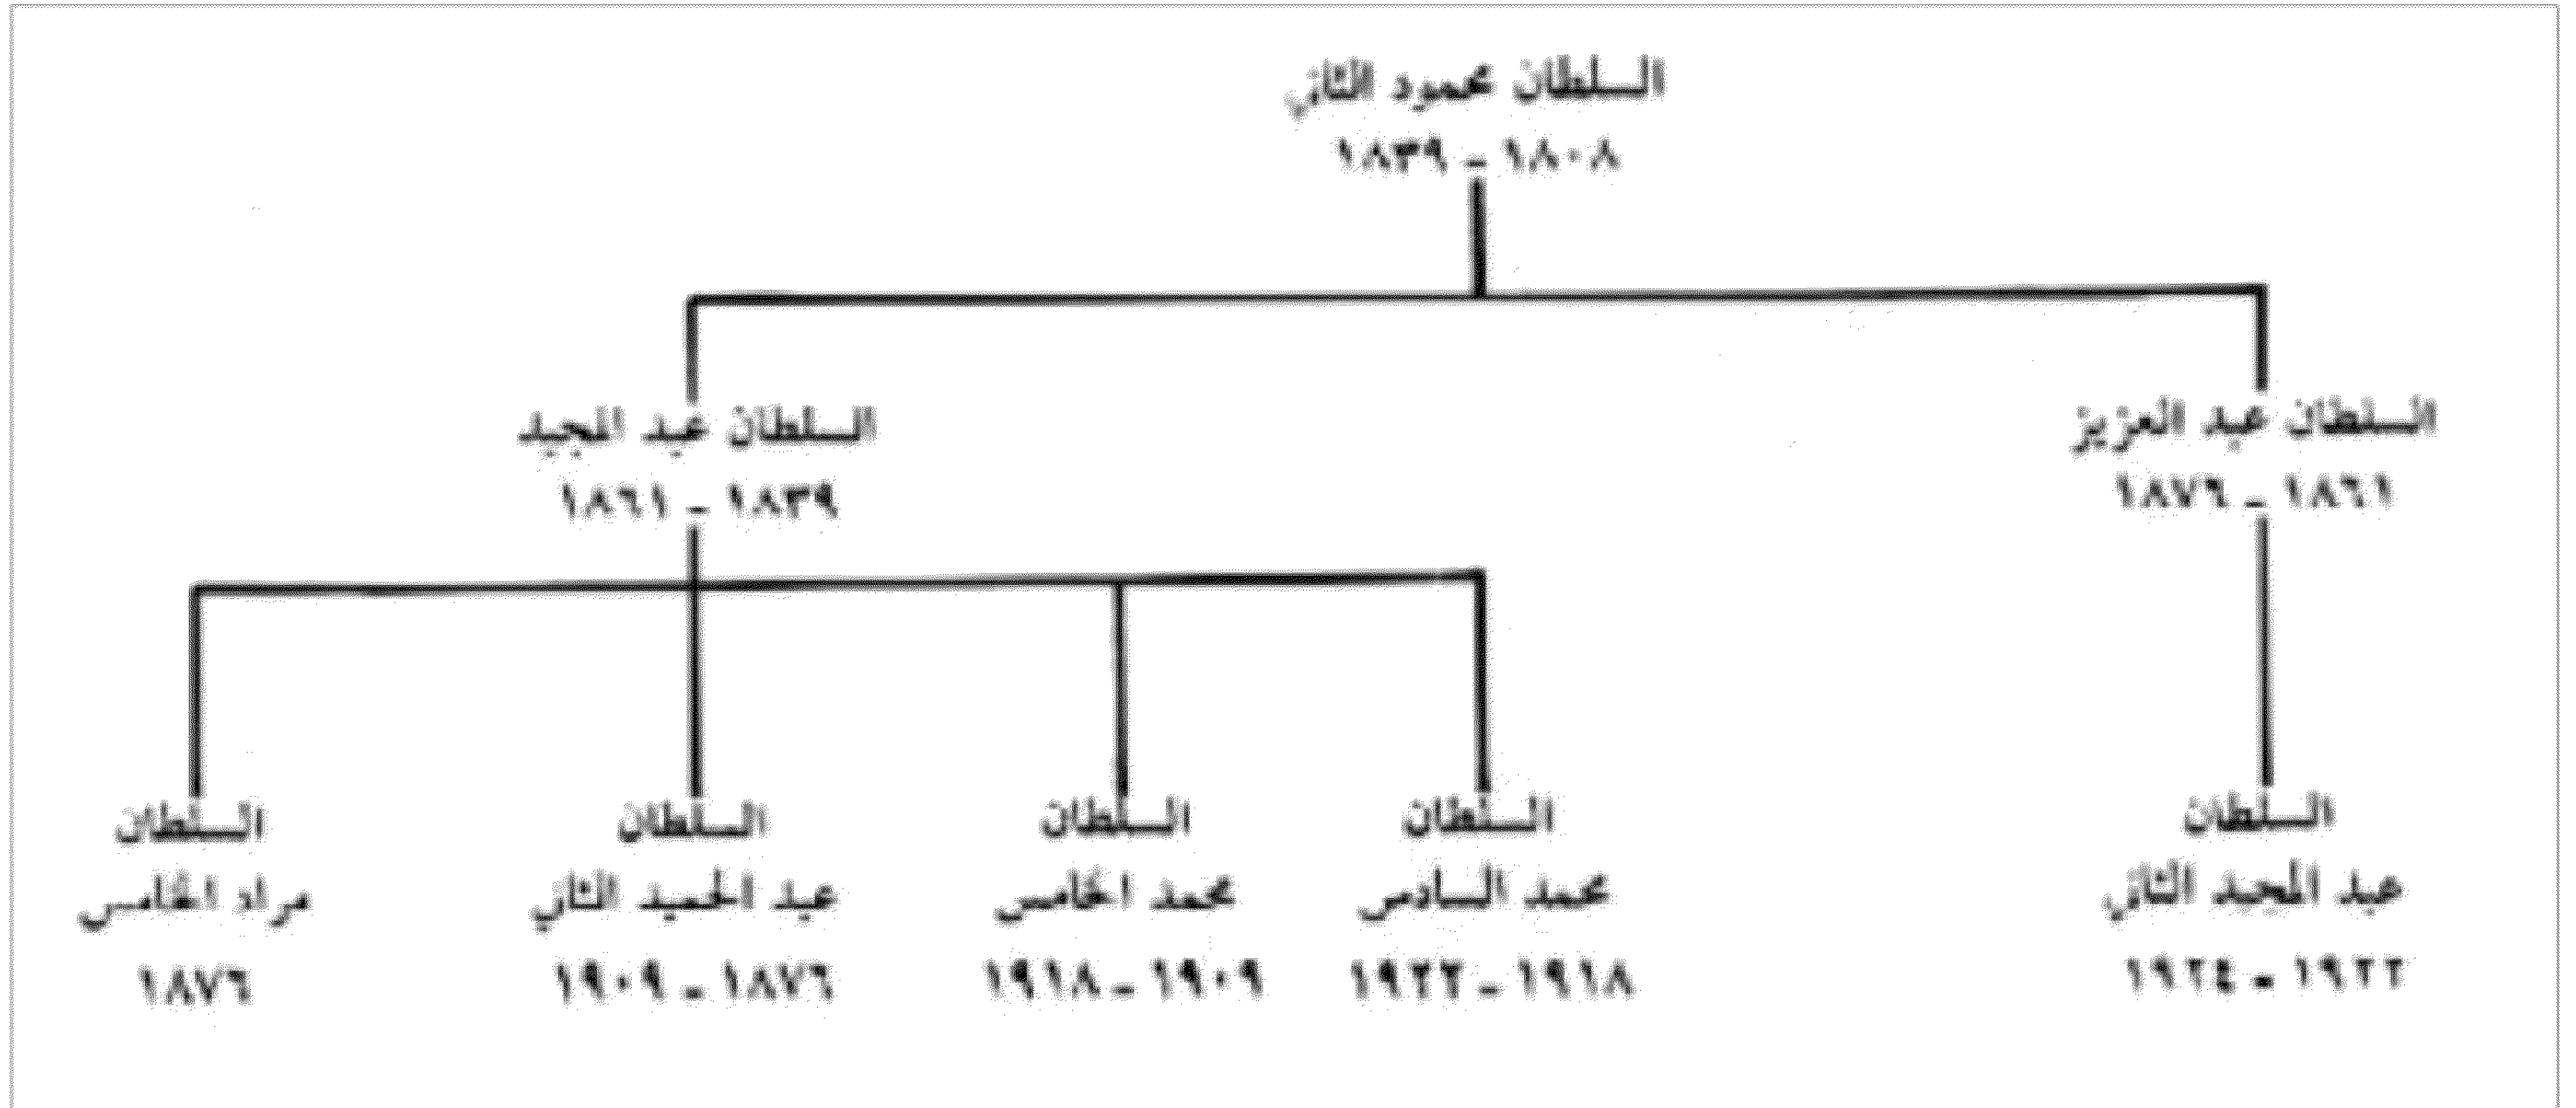 السلطان محمود الثاني
١٨٠٨ - ١٨٣٩
السلطان عبد العزيز
١٨٦١ - ١٨٧٦
السلطان عبد المجيد
١٨٣٩ - ١٨٦١
السلطان
عبد المجيد الثاني
١٩٢٢ - ١٩٢٤
السلطان
محمد السادس
١٩١٨ - ١٩٢٢
السلطان
محمد الخامس
١٩٠٩ - ١٩١٨
السلطان
عبد الحميد الثاني
١٨٧٦ - ١٩٠٩
السلطان
مراد الخامس
١٨٧٦